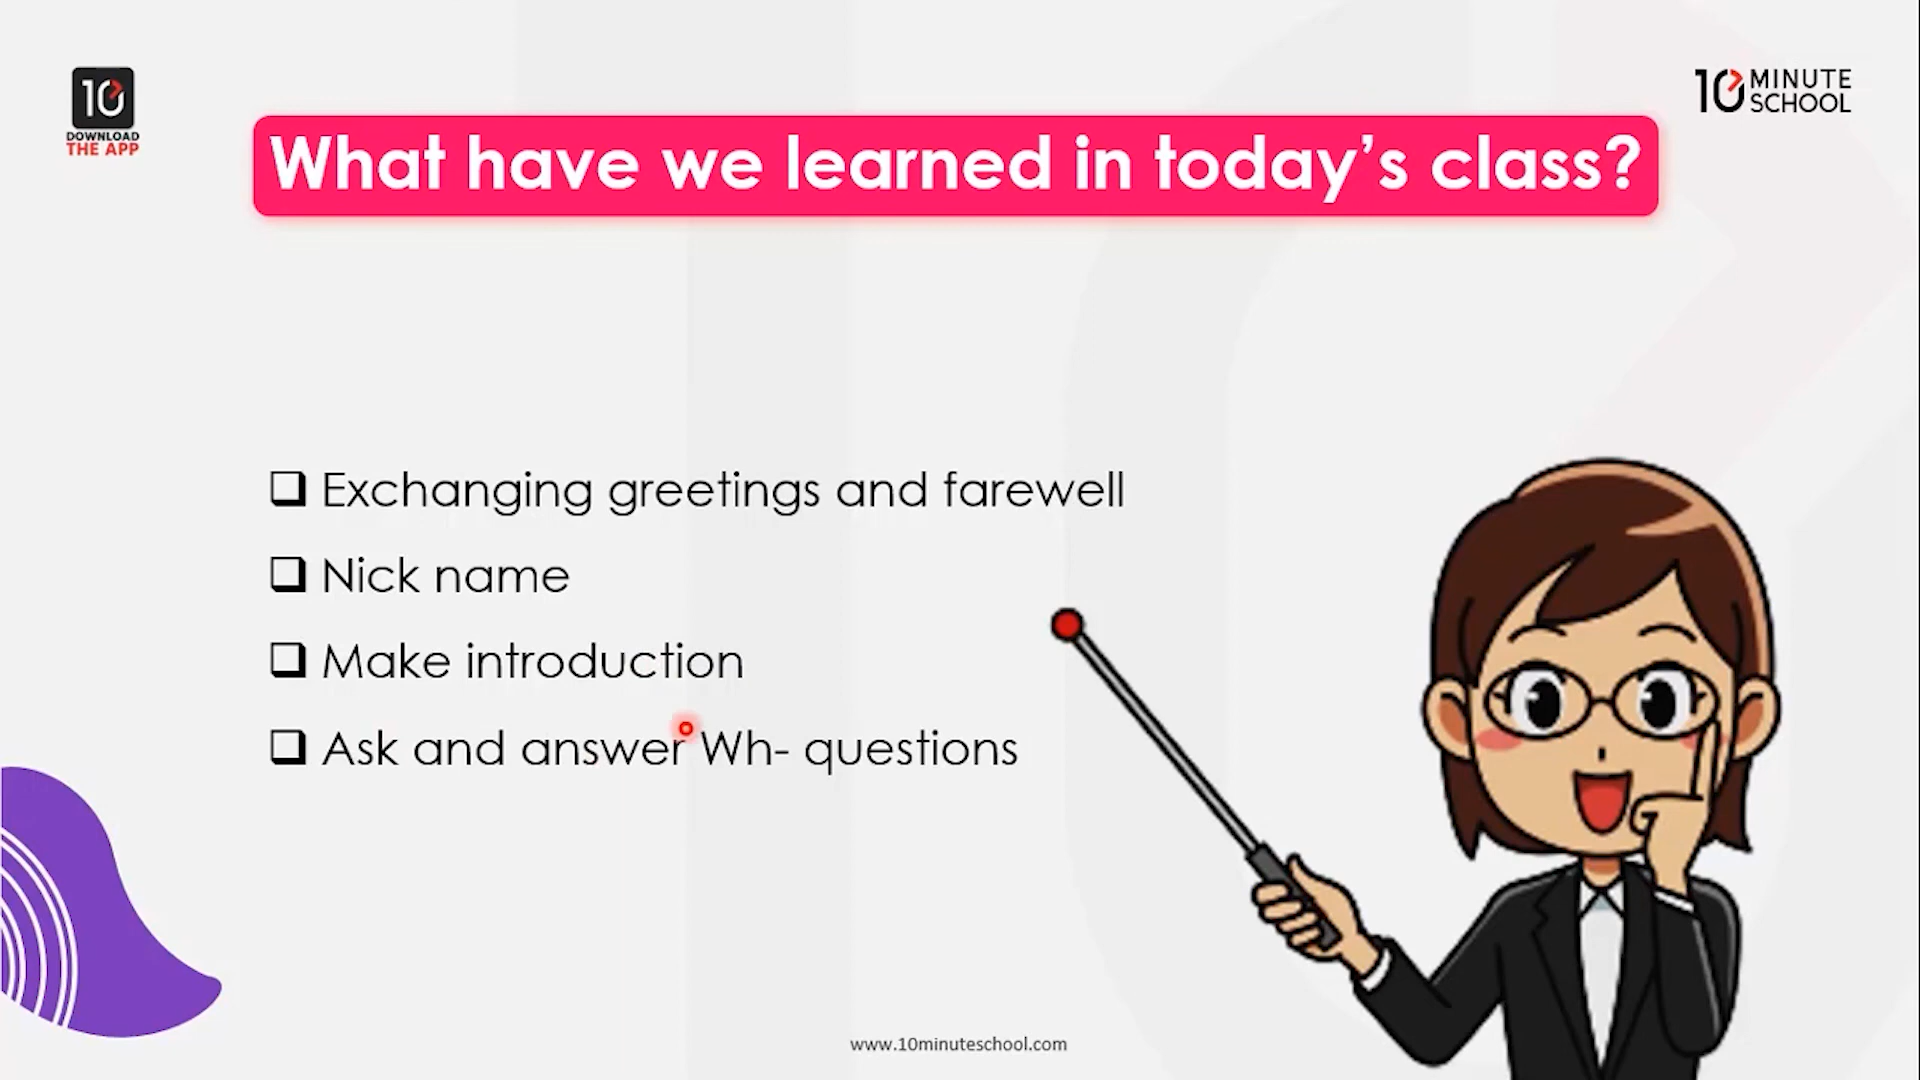 10
DOWNLOAD
THE APP
10 MINUTE
SCHOOL
What have we learned in today’s class?
Exchanging greetings and farewell
Nick name
Make introduction
Ask and answer Wh- questions
www.10minuteschool.com